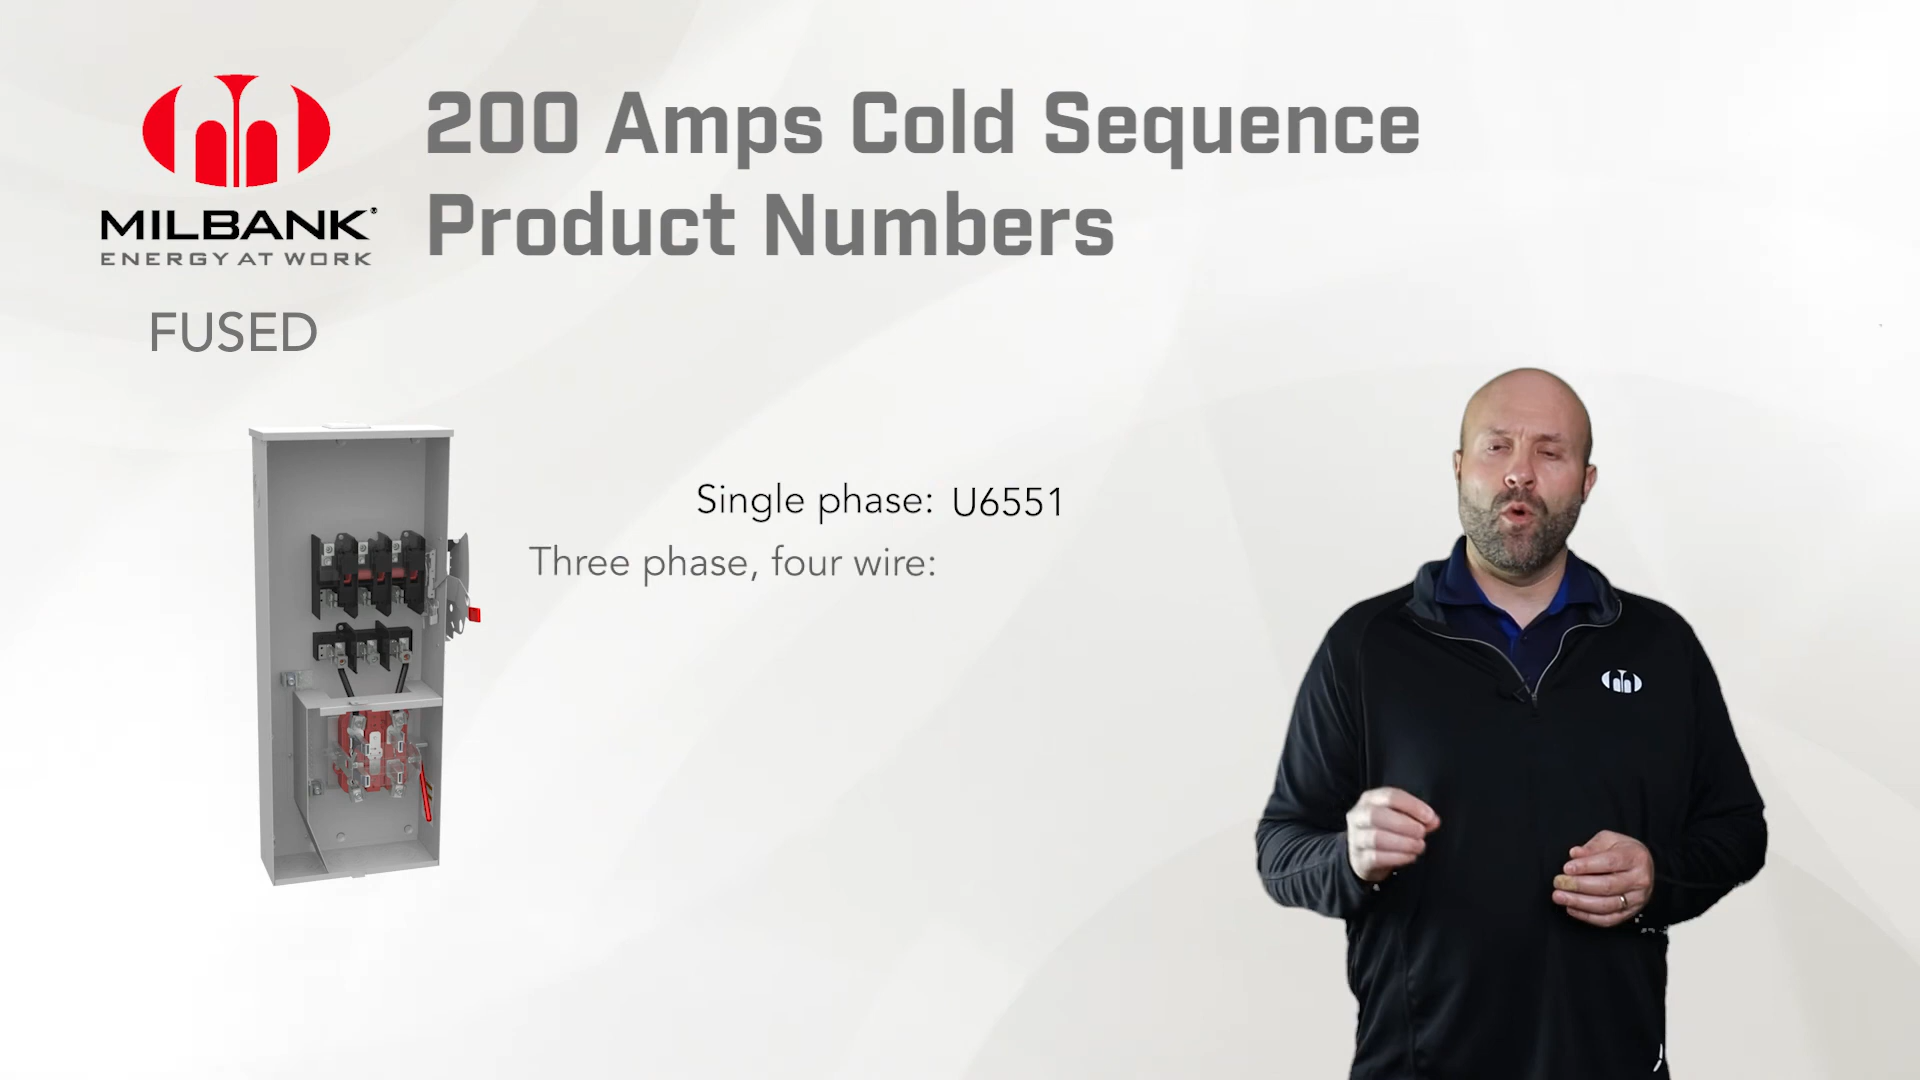 200 Amps Cold Sequence
Product Numbers
MILBANK®
ENERGY AT WORK
FUSED
Single phase: U6551
Three phase, four wire: